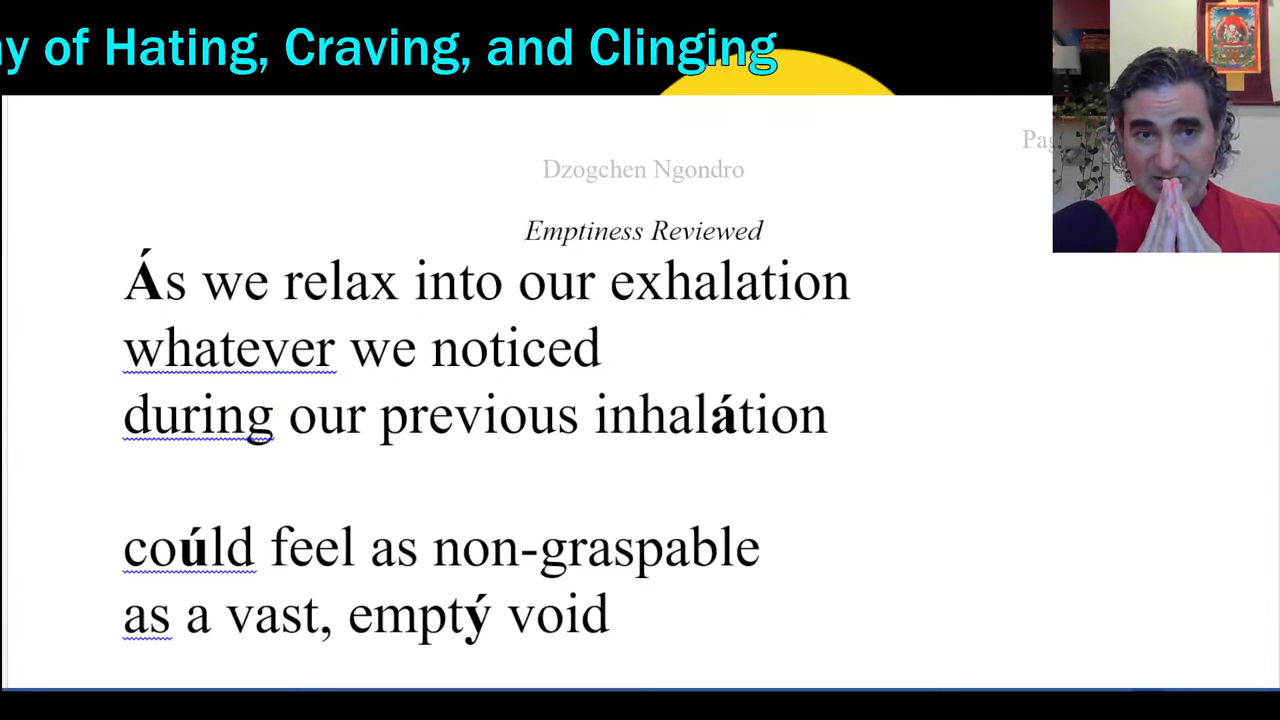 of Hating, Craving, and Clinging
Dzogchen Ngondro
Emptiness Reviewed
Ás we relax into our exhalation
whatever we noticed
during our previous inhalátion
coúld feel as non-graspable
as a vast, emptý void